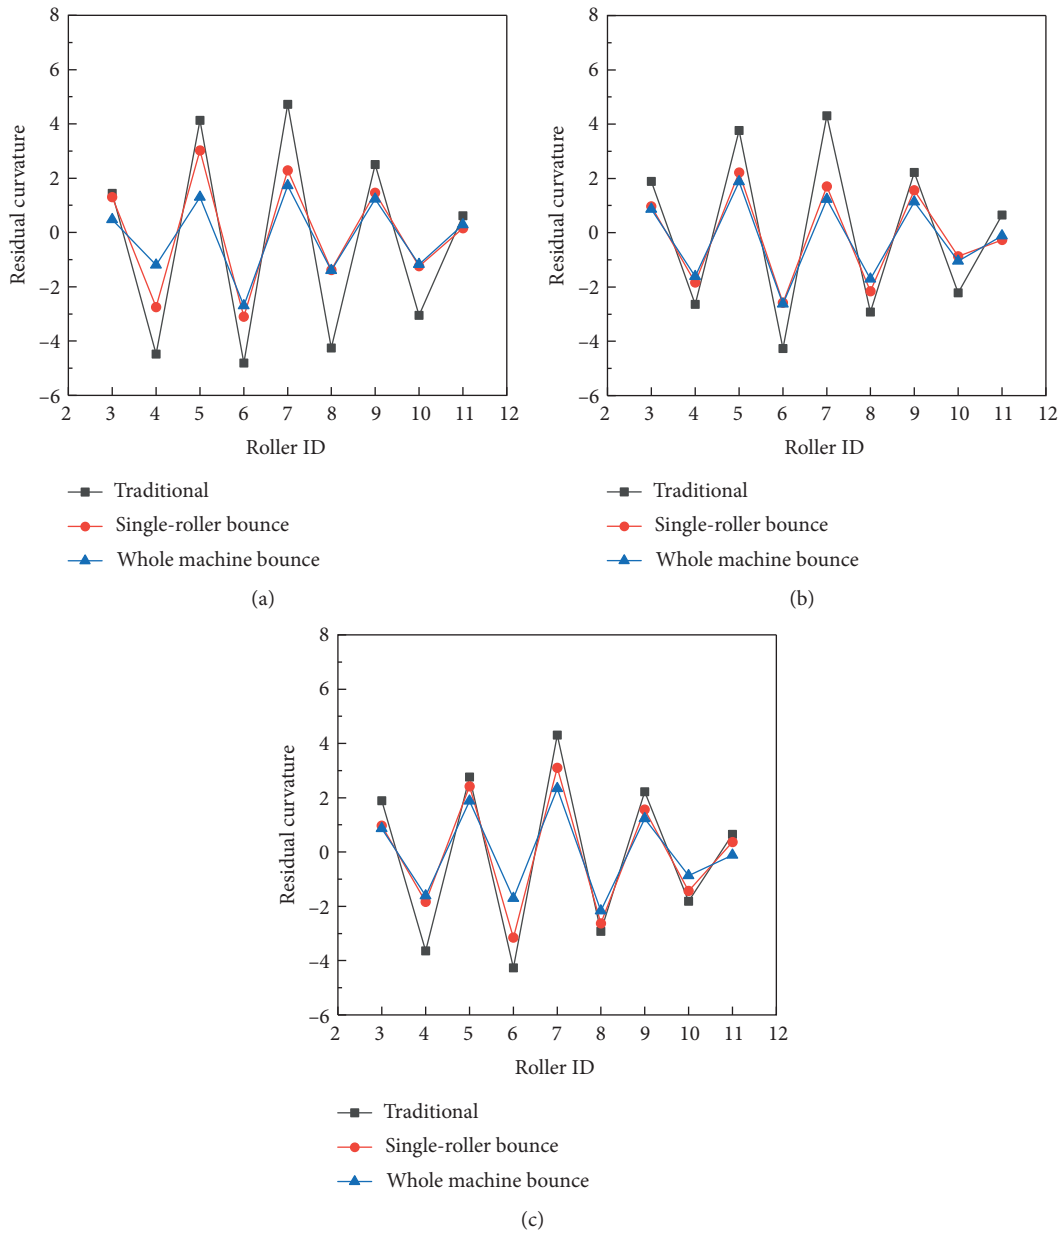 8
6
4
2
0
–2
–4
–6
Residual curvature
2 3 4 5 6 7 8 9 10 11 12
Roller ID
Traditional
Single-roller bounce
Whole machine bounce
(a)
8
6
4
2
0
–2
–4
–6
Residual curvature
2 3 4 5 6 7 8 9 10 11 12
Roller ID
Traditional
Single-roller bounce
Whole machine bounce
(b)
8
6
4
2
0
–2
–4
–6
Residual curvature
2 3 4 5 6 7 8 9 10 11 12
Roller ID
Traditional
Single-roller bounce
Whole machine bounce
(c)